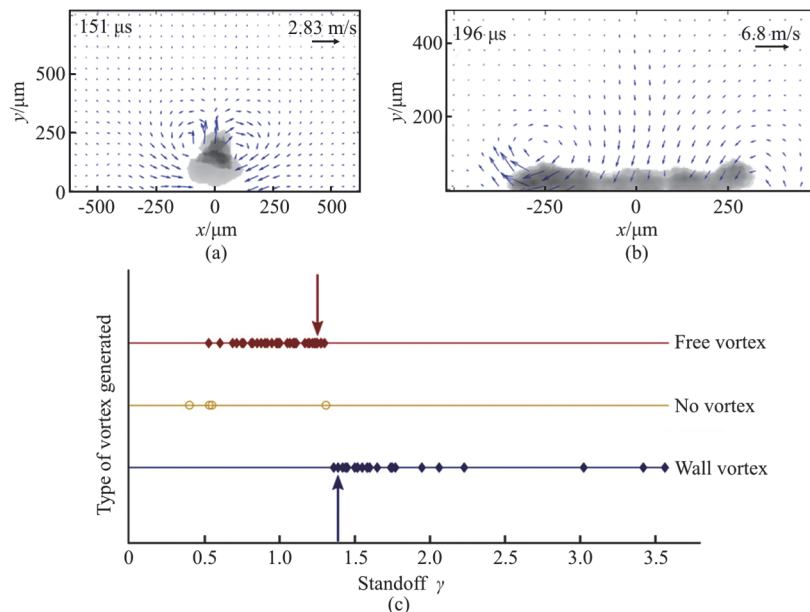 151 μs
2.83 m/s
y/μm
750
500
250
0
-500
-250
0
250
500
x/μm
(a)
196 μs
6.8 m/s
y/μm
400
200
-250
0
250
x/μm
(b)
Type of vortex generated
Free vortex
No vortex
Wall vortex
0
0.5
1.0
1.5
2.0
2.5
3.0
3.5
Standoff γ
(c)